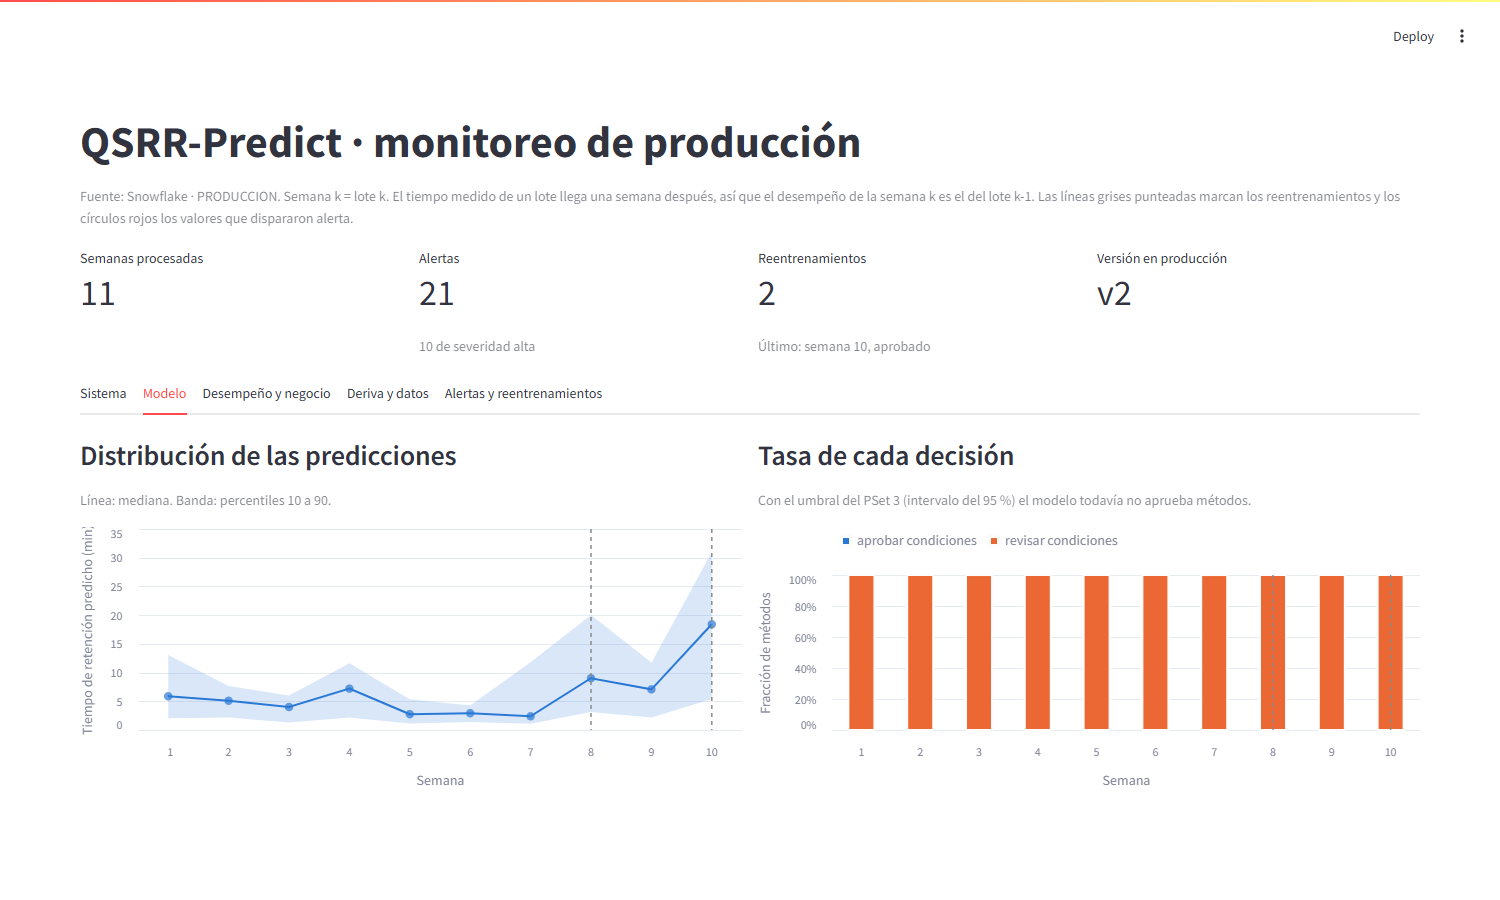 Deploy
QSRR-Predict · monitoreo de producción
Fuente: Snowflake · PRODUCCION. Semana k = lote k. El tiempo medido de un lote llega una semana después, así que el desempeño de la semana k es el del lote k-1. Las líneas grises punteadas marcan los reentrenamientos y los
círculos rojos los valores que dispararon alerta.
Semanas procesadas
11
Alertas
21
10 de severidad alta
Reentrenamientos
2
Último: semana 10, aprobado
Versión en producción
v2
Sistema Modelo Desempeño y negocio Deriva y datos Alertas y reentrenamientos
Distribución de las predicciones
Línea: mediana. Banda: percentiles 10 a 90.
Tiempo de retención predicho (min)
35
30
25
20
15
10
5
0
1 2 3 4 5 6 7 8 9 10
Semana
Tasa de cada decisión
Con el umbral del PSet 3 (intervalo del 95 %) el modelo todavía no aprueba métodos.
aprobar condiciones revisar condiciones
Fracción de métodos
100%
80%
60%
40%
20%
0%
1 2 3 4 5 6 7 8 9 10
Semana